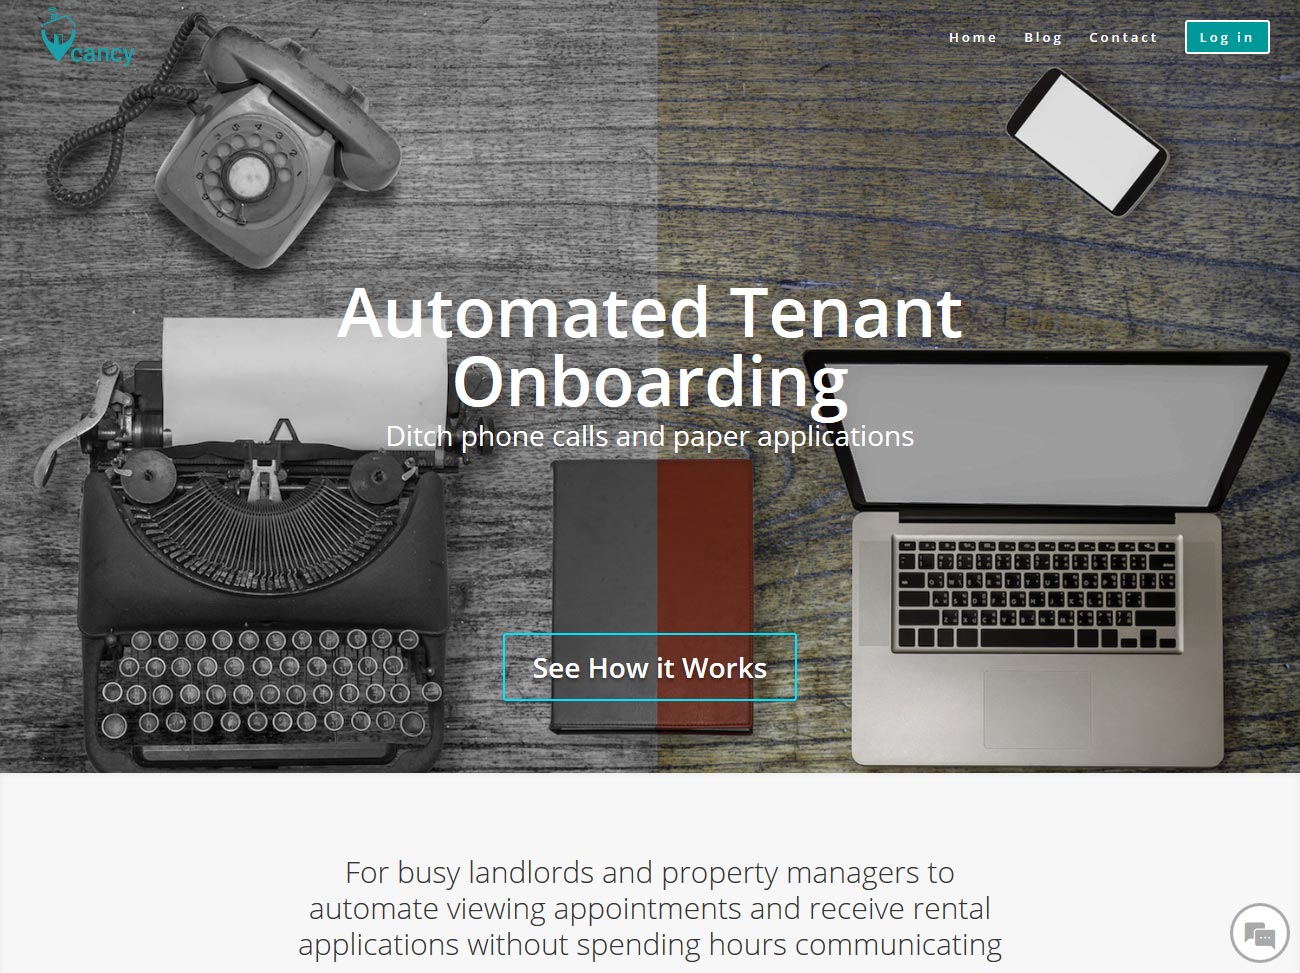 cancy
Home Blog Contact Log in
Automated Tenant
Onboarding
Ditch phone calls and paper applications
See How it Works
For busy landlords and property managers to
automate viewing appointments and receive rental
applications without spending hours communicating